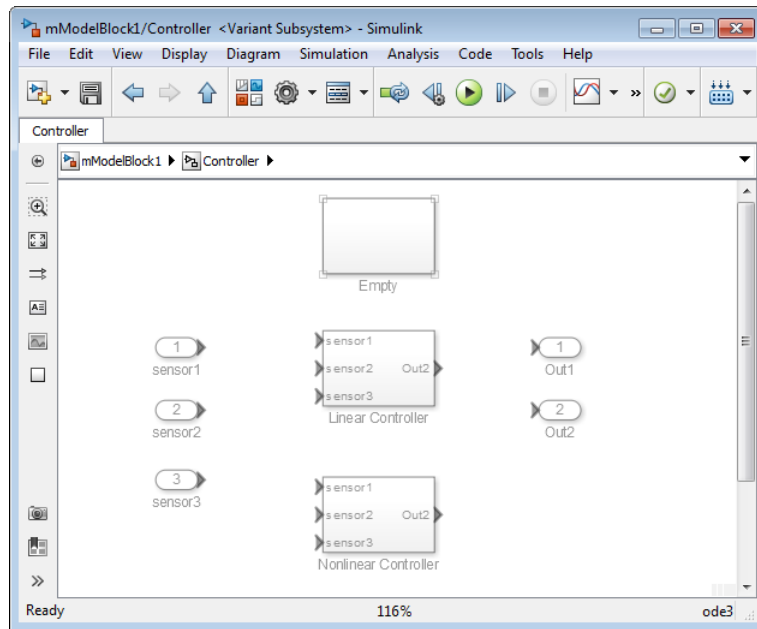 mModelBlock1/Controller <Variant Subsystem> - Simulink
File Edit View Display Diagram Simulation Analysis Code Tools Help
Controller
mModelBlock1 Controller
Empty
1
sensor1
2
sensor2
3
sensor3
sensor1
sensor2 Out2
sensor3
Linear Controller
sensor1
sensor2 Out2
sensor3
Nonlinear Controller
1
Out1
2
Out2
Ready 116% ode3